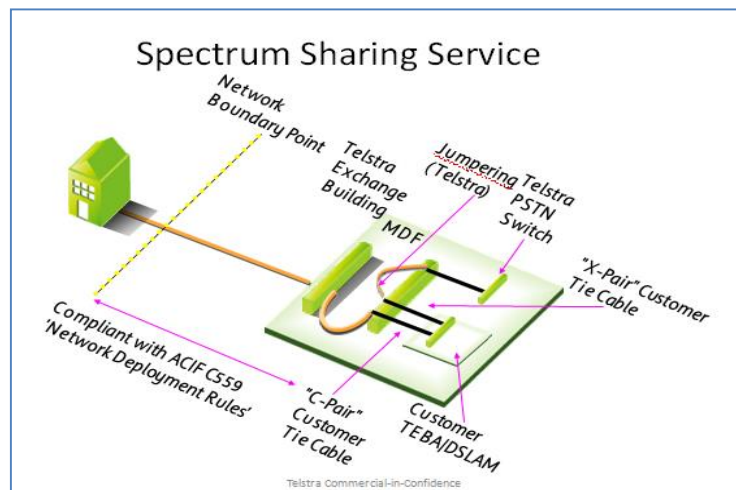 Spectrum Sharing Service
Network
Boundary Point
Telstra
Exchange
Building
MDF
Jumpering
(Telstra)
Telstra
PSTN
Switch
"X-Pair" Customer
Tie Cable
Compliant with ACIF C559
'Network Deployment Rules'
"C-Pair"
Customer
Tie Cable
Customer
TEBA/DSLAM
Telstra Commercial-in-Confidence